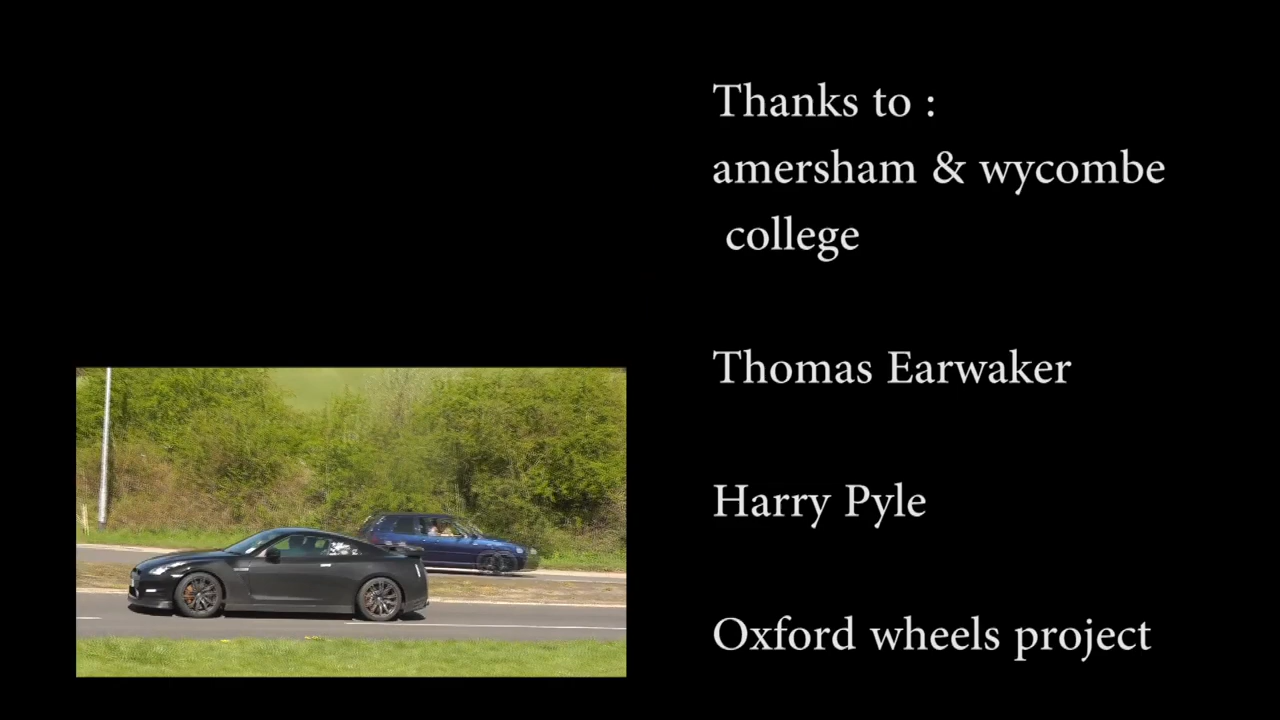 Thanks to :
amersham & wycombe
college
Thomas Earwaker
Harry Pyle
Oxford wheels project